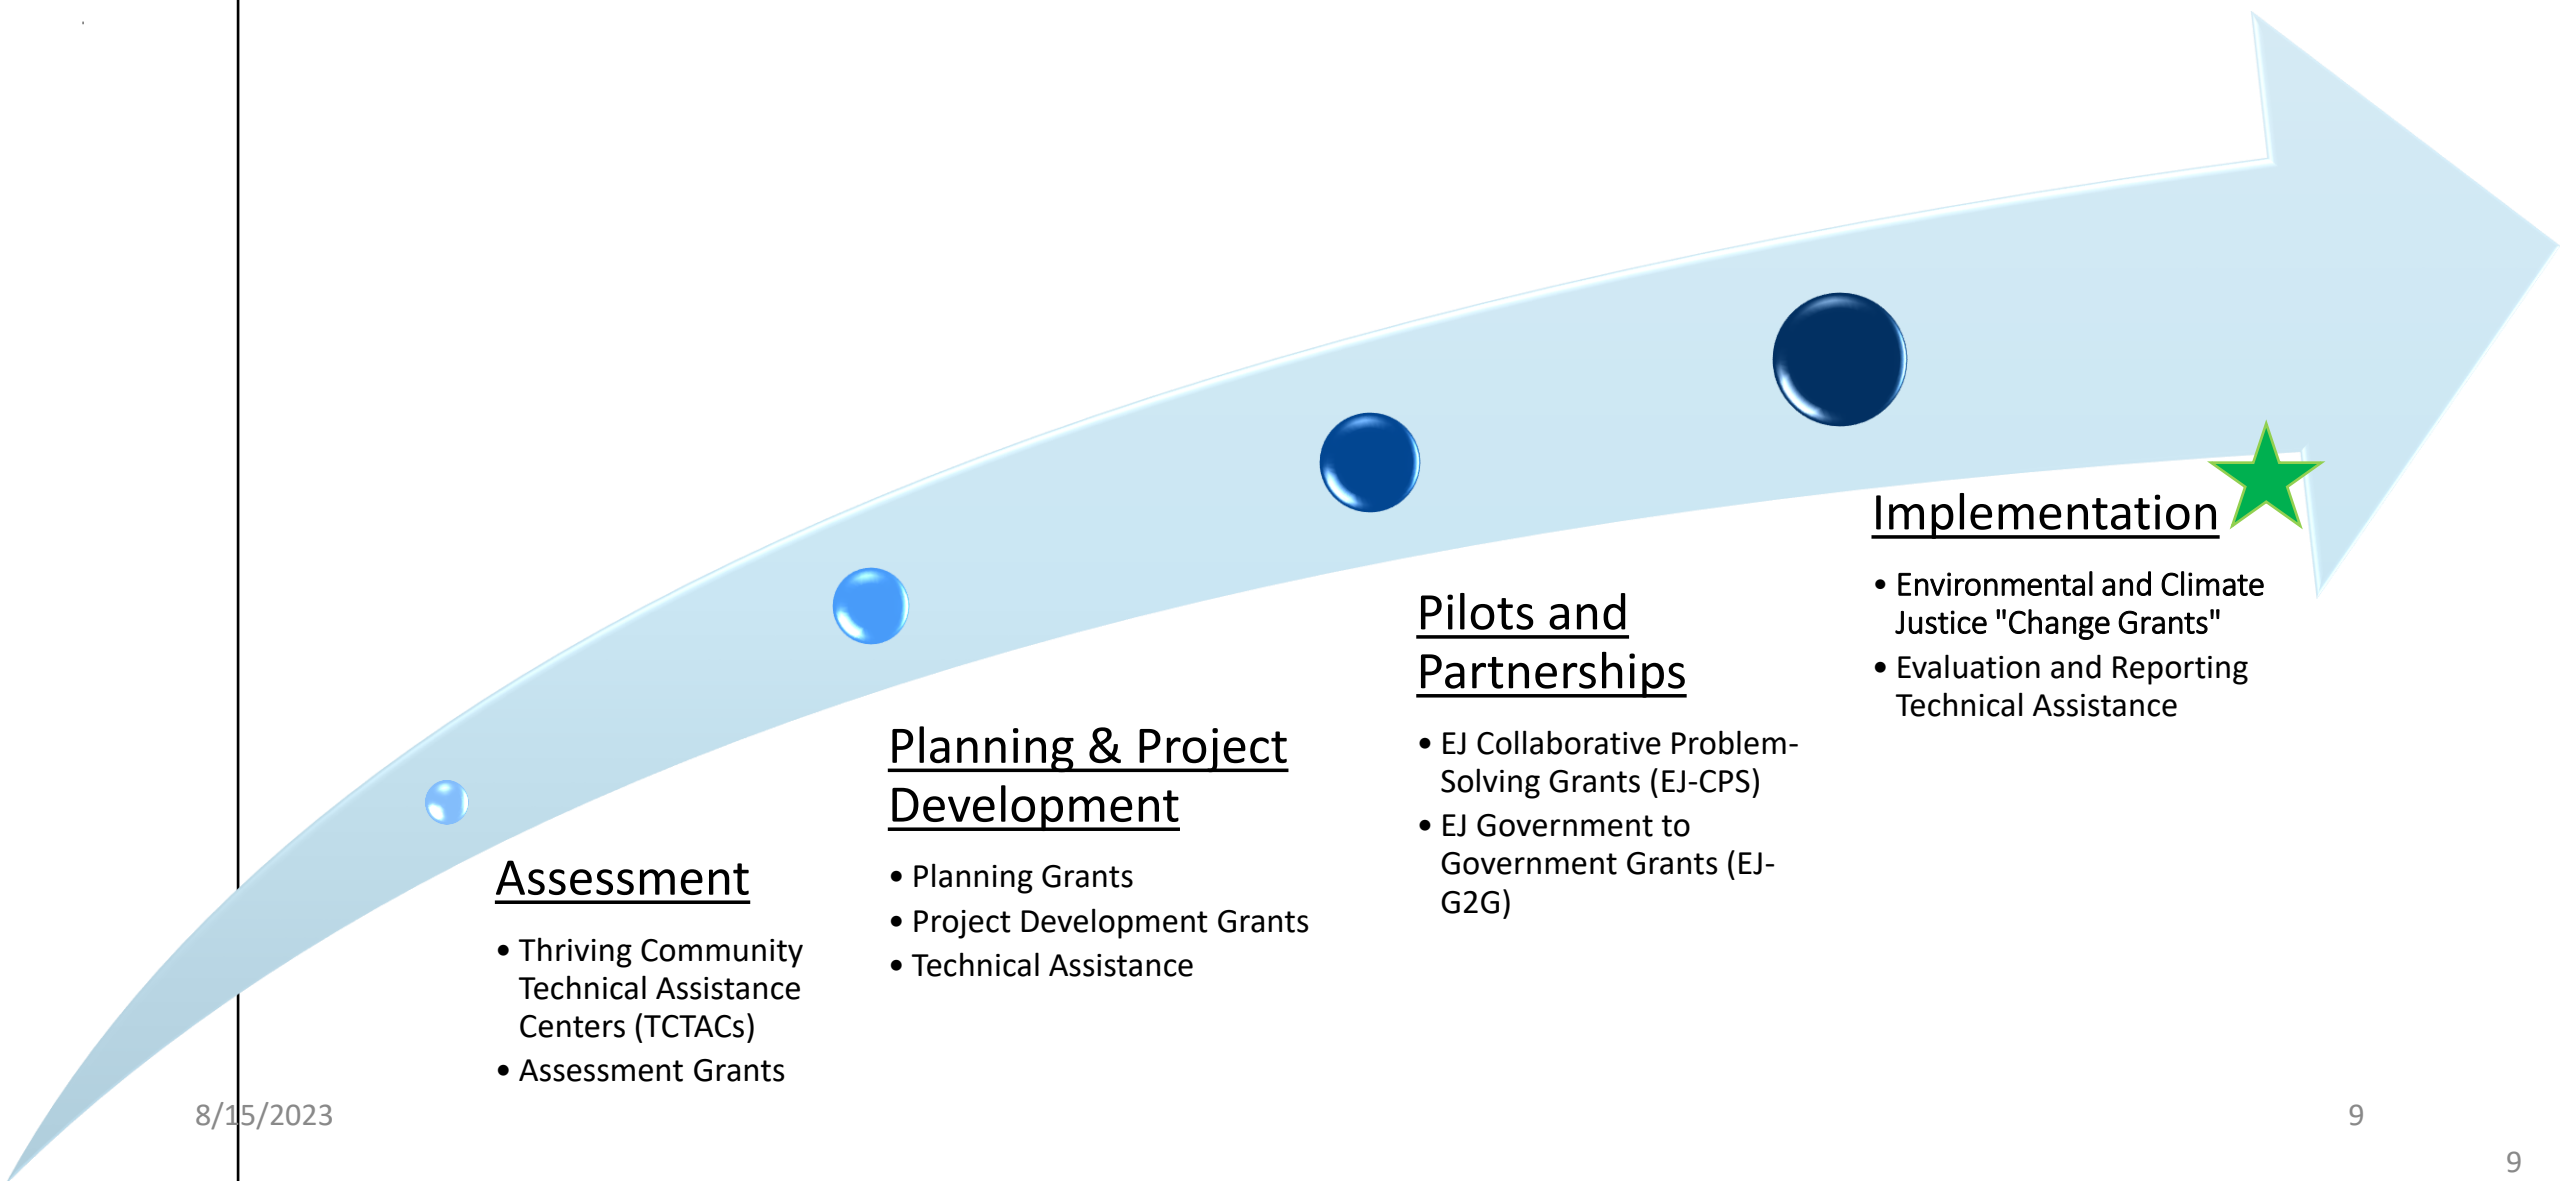 Assessment
• Thriving Community
Technical Assistance
Centers (TCTACs)
• Assessment Grants
Planning & Project
Development
• Planning Grants
• Project Development Grants
• Technical Assistance
Pilots and
Partnerships
• EJ Collaborative Problem-
Solving Grants (EJ-CPS)
• EJ Government to
Government Grants (EJ-
G2G)
Implementation
• Environmental and Climate
Justice "Change Grants"
• Evaluation and Reporting
Technical Assistance
8/15/2023
9
9